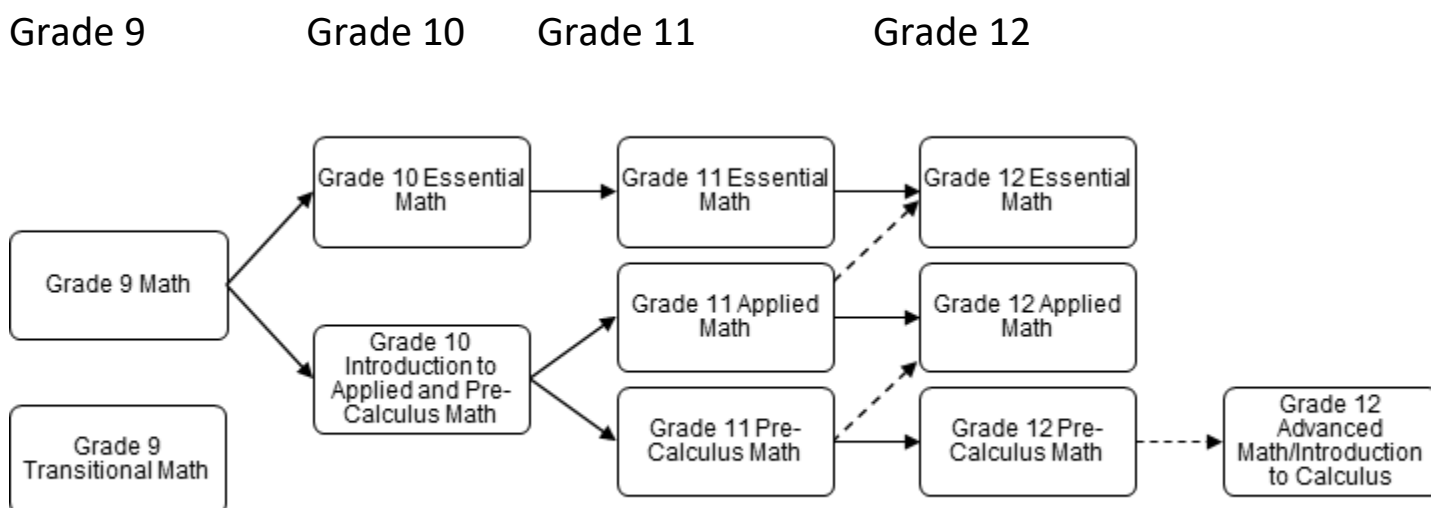 Grade 9
Grade 10
Grade 11
Grade 12
Grade 10 Essential
Math
Grade 11 Essential
Math
Grade 12 Essential
Math
Grade 9 Math
Grade 11 Applied
Math
Grade 12 Applied
Math
Grade 10
Introduction to
Applied and Pre-
Calculus Math
Grade 9
Transitional Math
Grade 11 Pre-
Calculus Math
Grade 12 Pre-
Calculus Math
Grade 12
Advanced
Math/Introduction
to Calculus